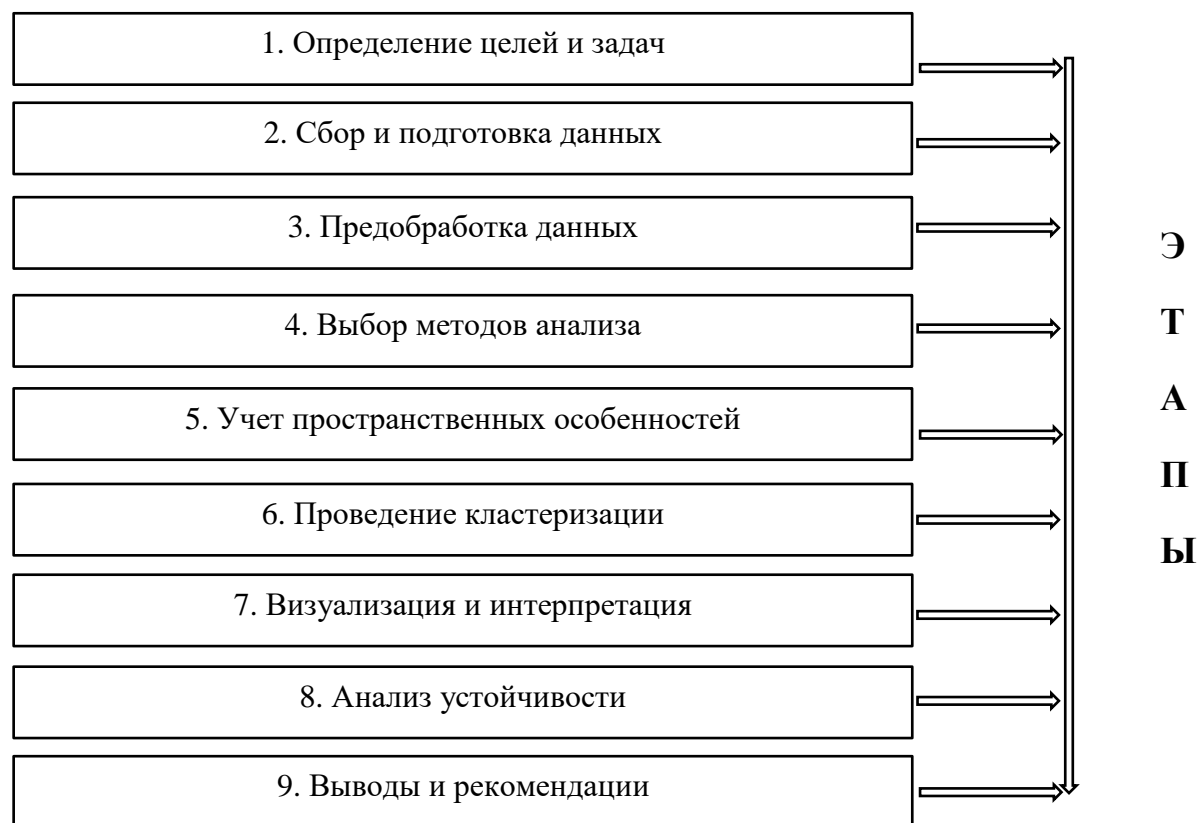 1. Определение целей и задач
2. Сбор и подготовка данных
3. Предобработка данных
4. Выбор методов анализа
5. Учет пространственных особенностей
6. Проведение кластеризации
7. Визуализация и интерпретация
8. Анализ устойчивости
9. Выводы и рекомендации
Э
Т
А
П
Ы